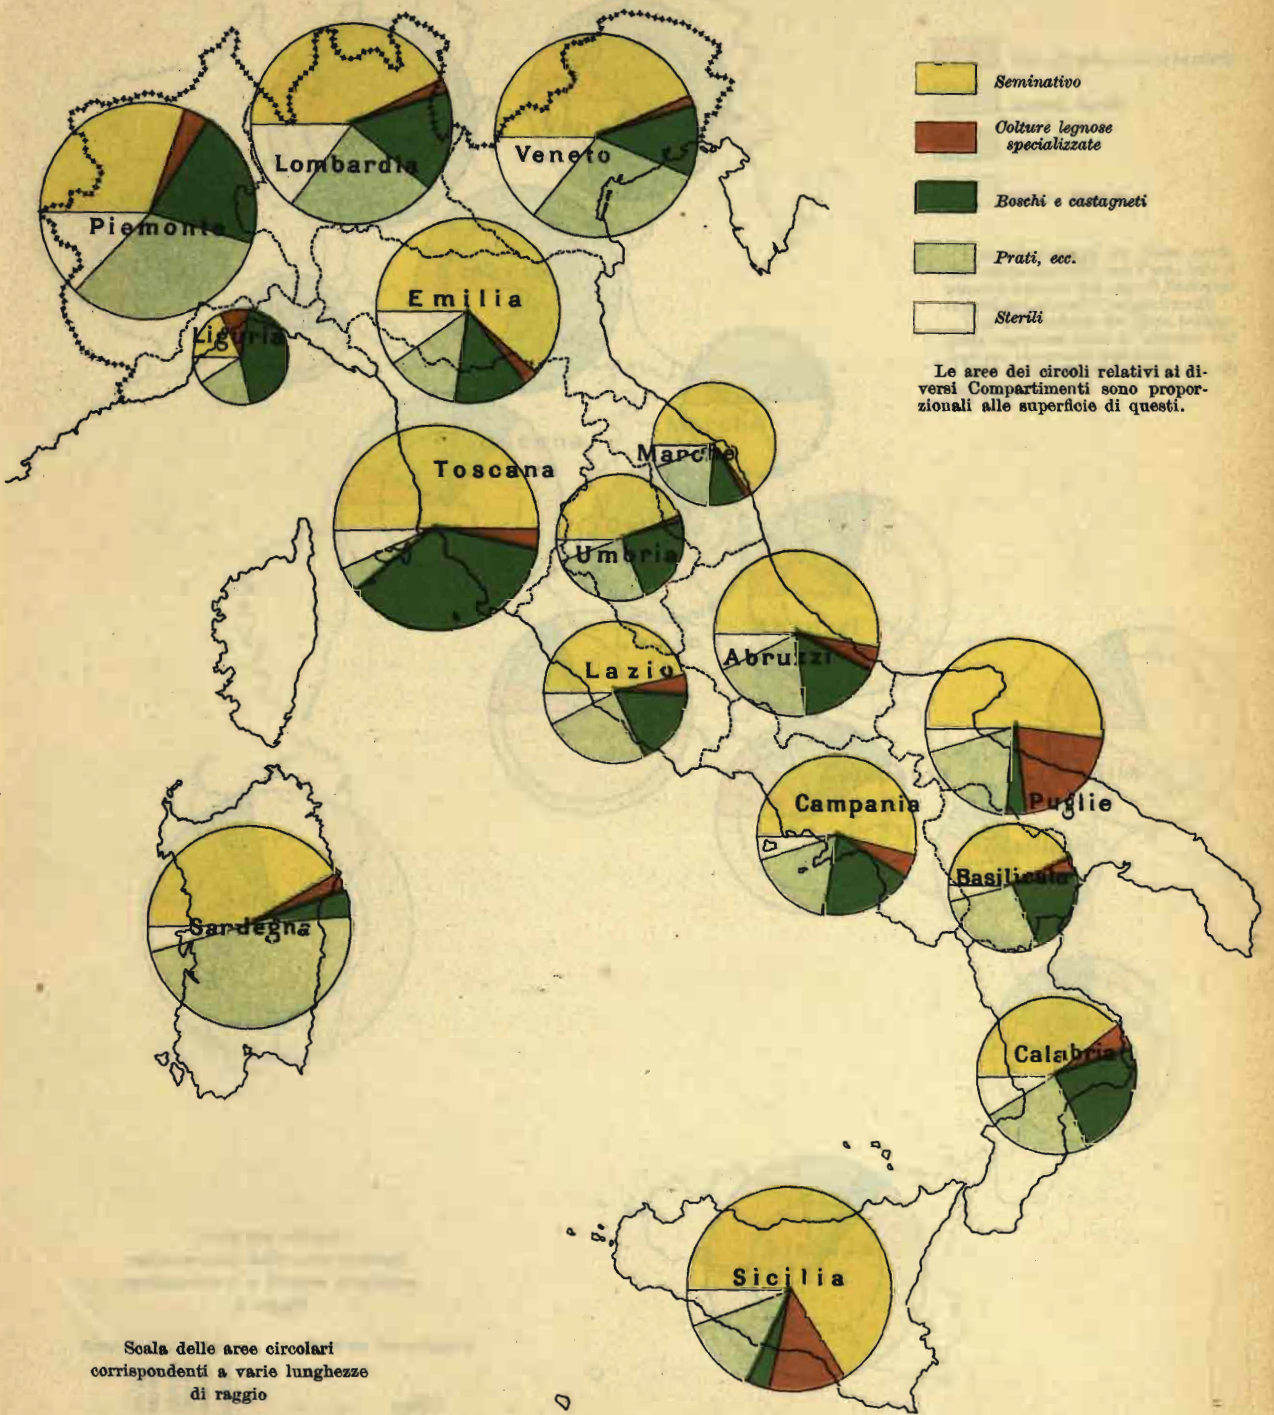 Seminativo
Colture legnose
specializzate
Boschi e castagneti
Prati, ecc.
Sterili
Le aree dei circoli relativi ai di-
versi Compartimenti sono propor-
zionali alle superficie di questi.
Lombardia
Veneto
Piemonte
Emilia
Liguria
Toscana
Marche
Umbria
Lazio
Abruzzi
Campania
Puglie
Basilicata
Sardegna
Calabria
Sicilia
Scala delle aree circolari
corrispondenti a varie lunghezze
di raggio